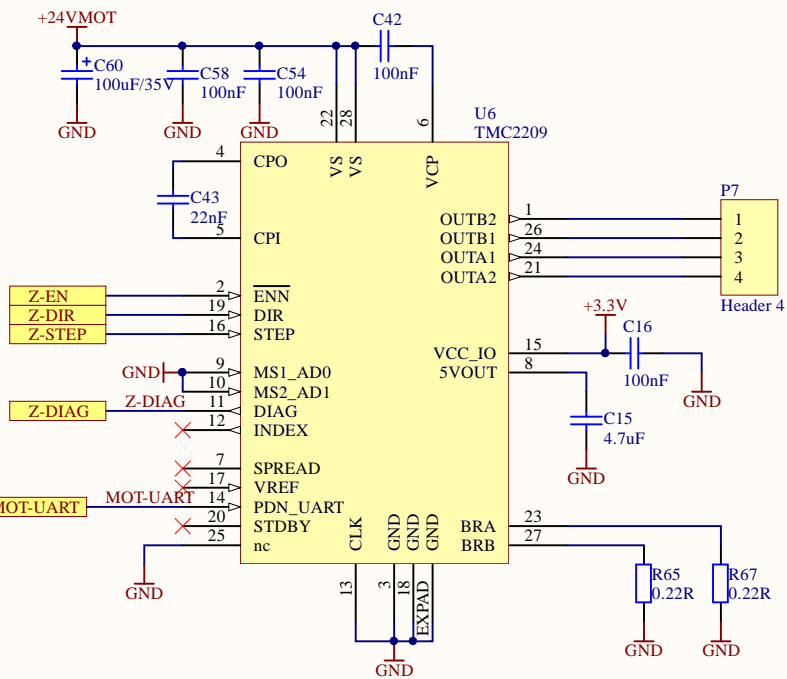 +24VMOT
C42
100nF
C60
100uF/35V
C58
100nF
C54
100nF
GND
GND
GND
22
28
6
U6
TMC2209
VS
VS
VCP
4
CPO
C43
22nF
5
CPI
OUTB2
1
OUTB1
26
OUTA1
24
OUTA2
21
P7
1
2
3
4
Header 4
Z-EN
2
ENN
Z-DIR
19
DIR
Z-STEP
16
STEP
+3.3V
C16
100nF
GND
VCC_IO
15
5VOUT
8
C15
4.7uF
GND
GND
9
MS1_AD0
10
MS2_AD1
Z-DIAG
Z-DIAG
11
DIAG
12
INDEX
7
SPREAD
17
VREF
MOT-UART
MOT-UART
14
PDN_UART
20
STDBY
25
nc
GND
CLK
GND
GND
GND
13
3
18
EXPAD
GND
BRA
23
BRB
27
R65
0.22R
R67
0.22R
GND
GND